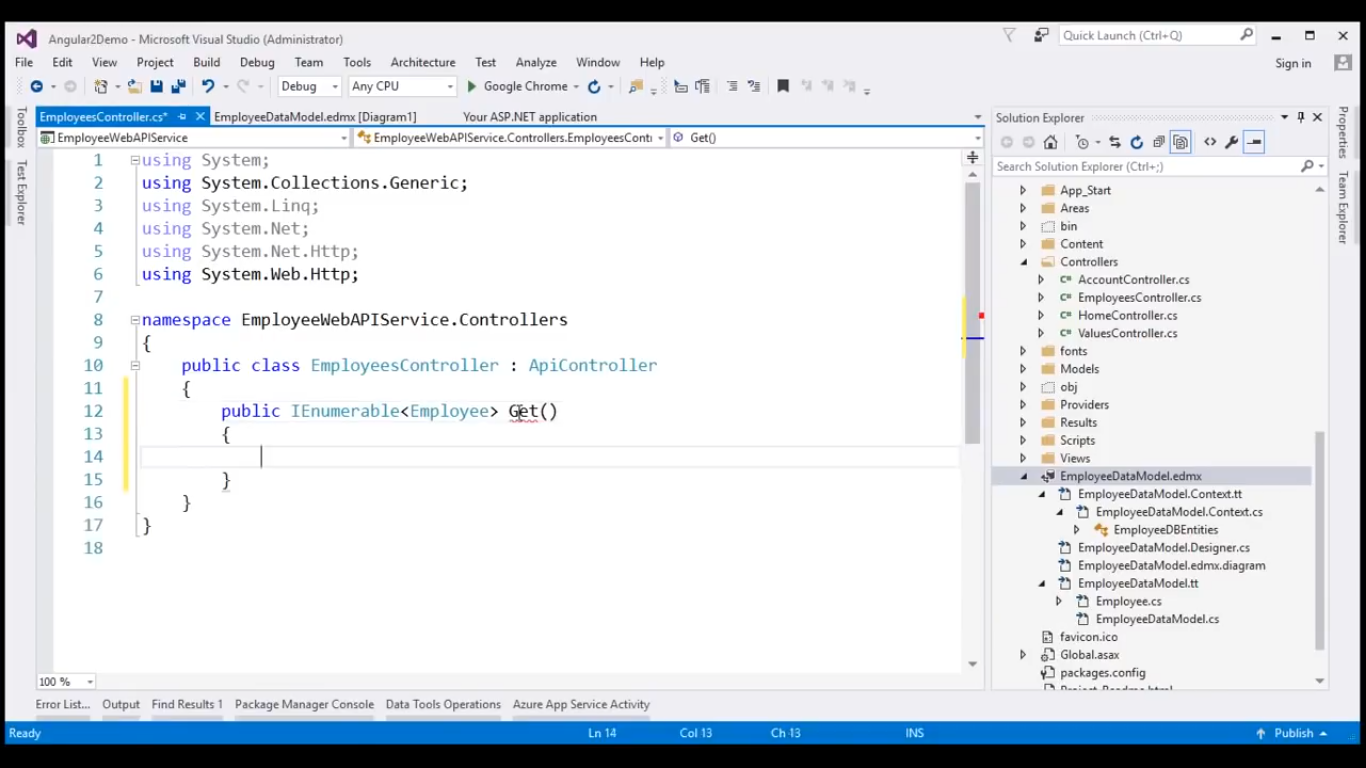 Angular2Demo - Microsoft Visual Studio (Administrator)
Quick Launch (Ctrl+Q)
File Edit View Project Build Debug Team Tools Architecture Test Analyze Window Help
Sign in
Debug Any CPU Google Chrome
EmployeesController.cs* EmployeeDataModel.edmx [Diagram1] Your ASP.NET application
EmployeeWebAPIService EmployeeWebAPIService.Controllers.EmployeesConti Get()
Toolbox
Test Explorer
1 using System;
2 using System.Collections.Generic;
3 using System.Linq;
4 using System.Net;
5 using System.Net.Http;
6 using System.Web.Http;
7
8 namespace EmployeeWebAPIService.Controllers
9 {
10 public class EmployeesController : ApiController
11 {
12 public IEnumerable<Employee> Get()
13 {
14
15 }
16 }
17 }
18
100 %
Solution Explorer
Search Solution Explorer (Ctrl+;)
App_Start
Areas
bin
Content
Controllers
C# AccountController.cs
C# EmployeesController.cs
C# HomeController.cs
C# ValuesController.cs
fonts
Models
obj
Providers
Results
Scripts
Views
EmployeeDataModel.edmx
EmployeeDataModel.Context.tt
EmployeeDataModel.Context.cs
EmployeeDBEntities
EmployeeDataModel.Designer.cs
EmployeeDataModel.edmx.diagram
EmployeeDataModel.tt
Employee.cs
EmployeeDataModel.cs
favicon.ico
Global.asax
packages.config
Project_Readme.html
Properties
Team Explorer
Error List... Output Find Results 1 Package Manager Console Data Tools Operations Azure App Service Activity
Ready Ln 14 Col 13 Ch 13 INS Publish